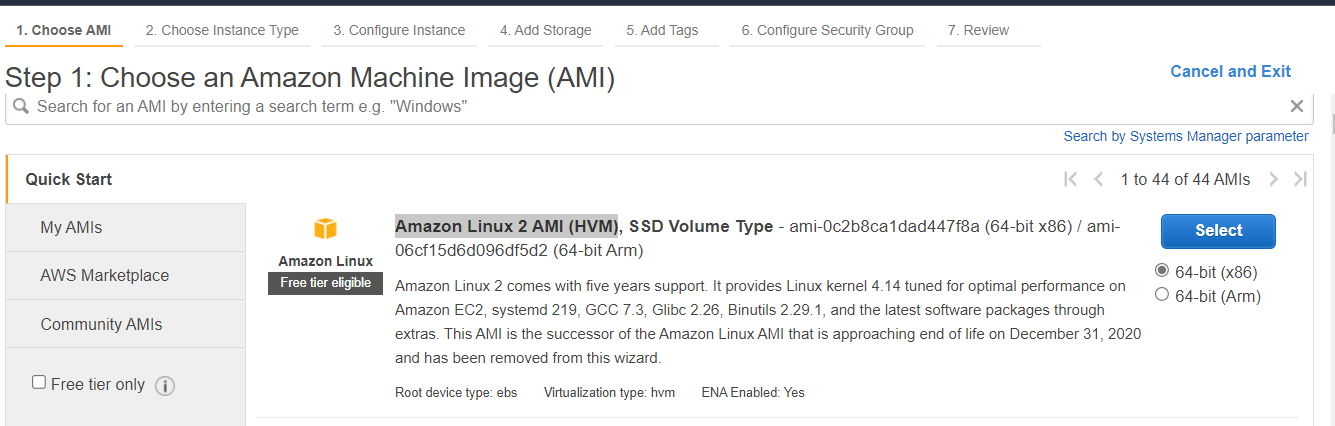 1. Choose AMI 2. Choose Instance Type 3. Configure Instance 4. Add Storage 5. Add Tags 6. Configure Security Group 7. Review
Step 1: Choose an Amazon Machine Image (AMI)
Cancel and Exit
Search for an AMI by entering a search term e.g. "Windows"
Search by Systems Manager parameter
Quick Start
1 to 44 of 44 AMIs
My AMIs
AWS Marketplace
Community AMIs
Free tier only
Amazon Linux
Free tier eligible
Amazon Linux 2 AMI (HVM), SSD Volume Type - ami-0c2b8ca1dad447f8a (64-bit x86) / ami-
06cf15d6d096df5d2 (64-bit Arm)
Amazon Linux 2 comes with five years support. It provides Linux kernel 4.14 tuned for optimal performance on
Amazon EC2, systemd 219, GCC 7.3, Glibc 2.26, Binutils 2.29.1, and the latest software packages through
extras. This AMI is the successor of the Amazon Linux AMI that is approaching end of life on December 31, 2020
and has been removed from this wizard.
Root device type: ebs Virtualization type: hvm ENA Enabled: Yes
Select
64-bit (x86)
64-bit (Arm)